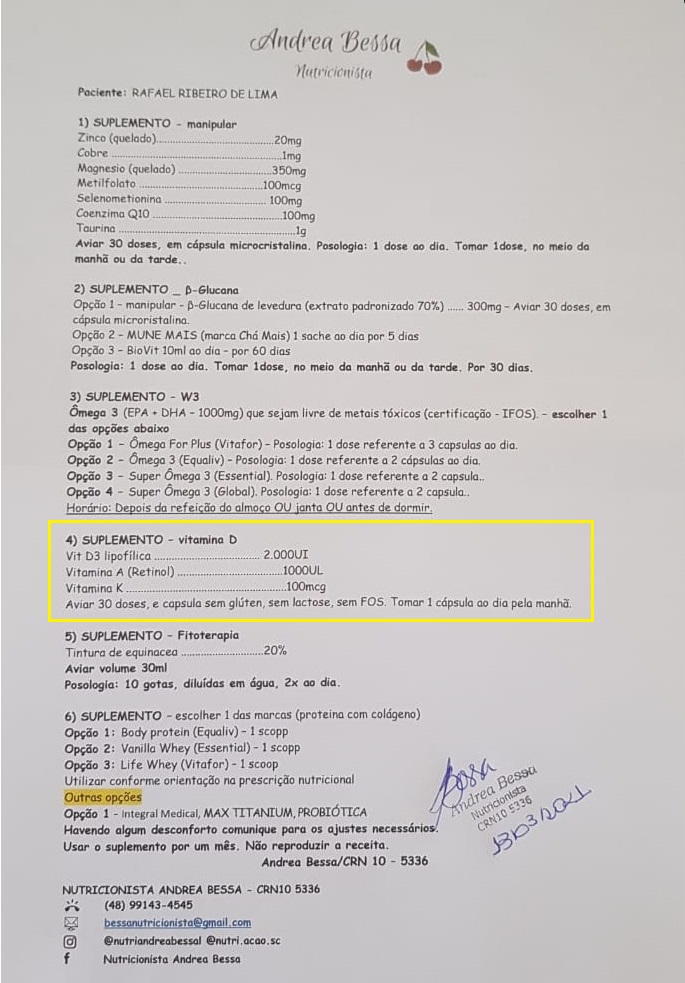 Andrea Bessa
Nutricionista
Paciente: RAFAEL RIBEIRO DE LIMA
1) SUPLEMENTO - manipular
Zinco (quelado)............................................20mg
Cobre ..............................................................1mg
Magnesio (quelado) ..................................350mg
Metilfolato .............................................100mcg
Selenometionina ..................................... 100mg
Coenzima Q10 ...............................................100mg
Taurina ................................................................1g
Aviar 30 doses, em cápsula microcristalina. Posologia: 1 dose ao dia. Tomar 1dose, no meio da
manhã ou da tarde..
2) SUPLEMENTO _ β-Glucana
Opção 1 - manipular - β-Glucana de levedura (extrato padronizado 70%) ...... 300mg – Aviar 30 doses, em
cápsula microristalina.
Opção 2 - MUNE MAIS (marca Chá Mais) 1 sache ao dia por 5 dias
Opção 3 - BioVit 10ml ao dia - por 60 dias
Posologia: 1 dose ao dia. Tomar 1dose, no meio da manhã ou da tarde. Por 30 dias.
3) SUPLEMENTO - W3
Ômega 3 (EPA + DHA - 1000mg) que sejam livre de metais tóxicos (certificação - IFOS). – escolher 1
das opções abaixo
Opção 1 - Ômega For Plus (Vitafor) – Posologia: 1 dose referente a 3 capsulas ao dia.
Opção 2 - Ômega 3 (Equaliv) – Posologia: 1 dose referente a 2 cápsulas ao dia.
Opção 3 - Super Ômega 3 (Essential). Posologia: 1 dose referente a 2 capsula..
Opção 4 - Super Ômega 3 (Global). Posologia: 1 dose referente a 2 capsula..
Horário: Depois da refeição do almoço OU janta OU antes de dormir.
4) SUPLEMENTO - vitamina D
Vit D3 lipofílica ...................................... 2.000UI
Vitamina A (Retinol) ......................................1000UL
Vitamina K .........................................................100mcg
Aviar 30 doses, e capsula sem glúten, sem lactose, sem FOS. Tomar 1 cápsula ao dia pela manhã.
5) SUPLEMENTO - Fitoterapia
Tintura de equinacea ..............................20%
Aviar volume 30ml
Posologia: 10 gotas, diluídas em água, 2x ao dia.
6) SUPLEMENTO - escolher 1 das marcas (proteina com colágeno)
Opção 1: Body protein (Equaliv) - 1 scopp
Opção 2: Vanilla Whey (Essential) - 1 scopp
Opção 3: Life Whey (Vitafor) - 1 scoop
Utilizar conforme orientação na prescrição nutricional
Outras opções
Opção 1 - Integral Medical, MAX TITANIUM, PROBIÓTICA
Havendo algum desconforto comunique para os ajustes necessários.
Usar o suplemento por um mês. Não reproduzir a receita.
Andrea Bessa/CRN 10 - 5336
Bessa
Andrea Bessa
Nutricionista
CRN10 5336
NUTRICIONISTA ANDREA BESSA - CRN10 5336
(48) 99143-4545
bessanutricionista@gmail.com
@nutriandreabessal @nutri.acao.sc
Nutricionista Andrea Bessa